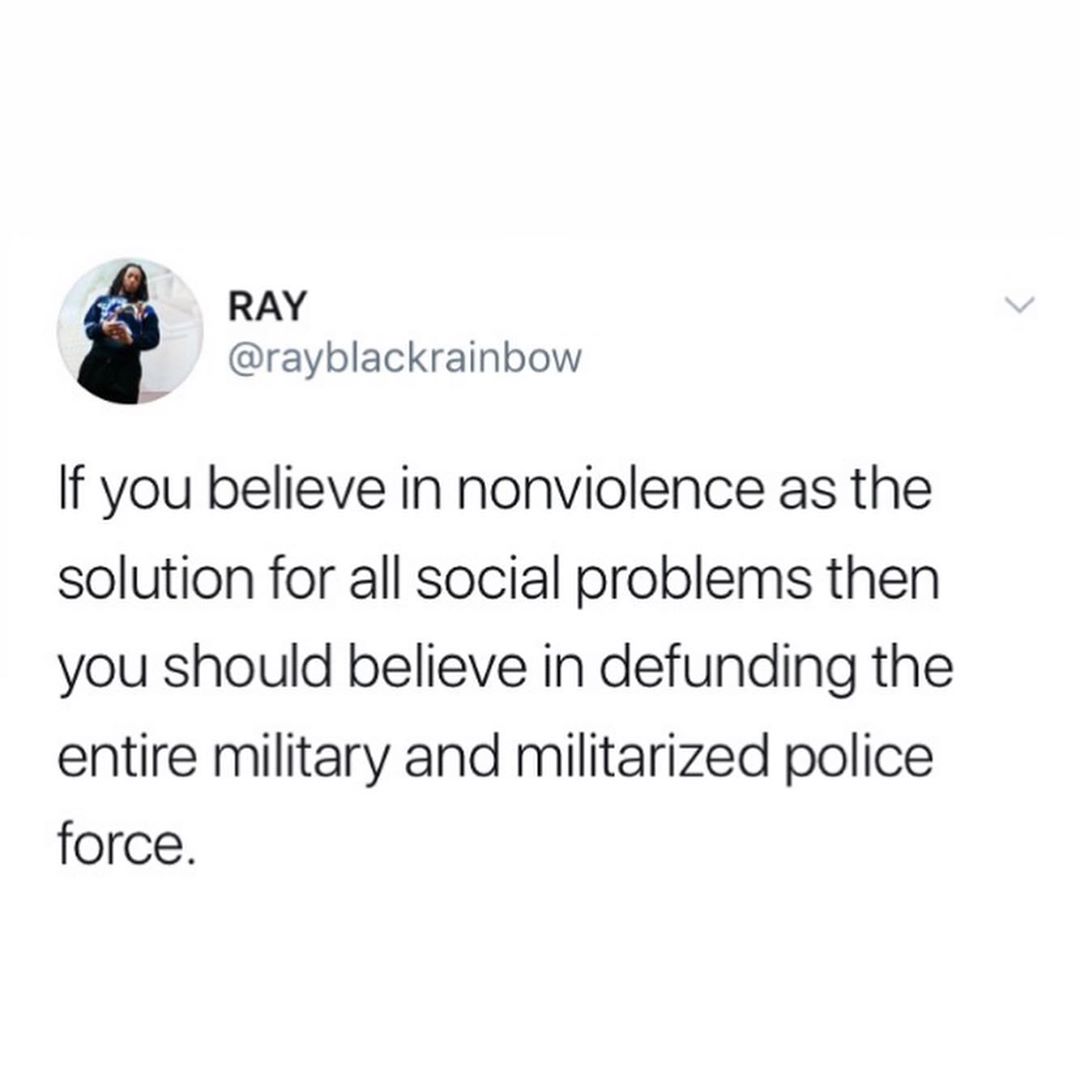 RAY
@rayblackrainbow
If you believe in nonviolence as the
solution for all social problems then
you should believe in defunding the
entire military and militarized police
force.